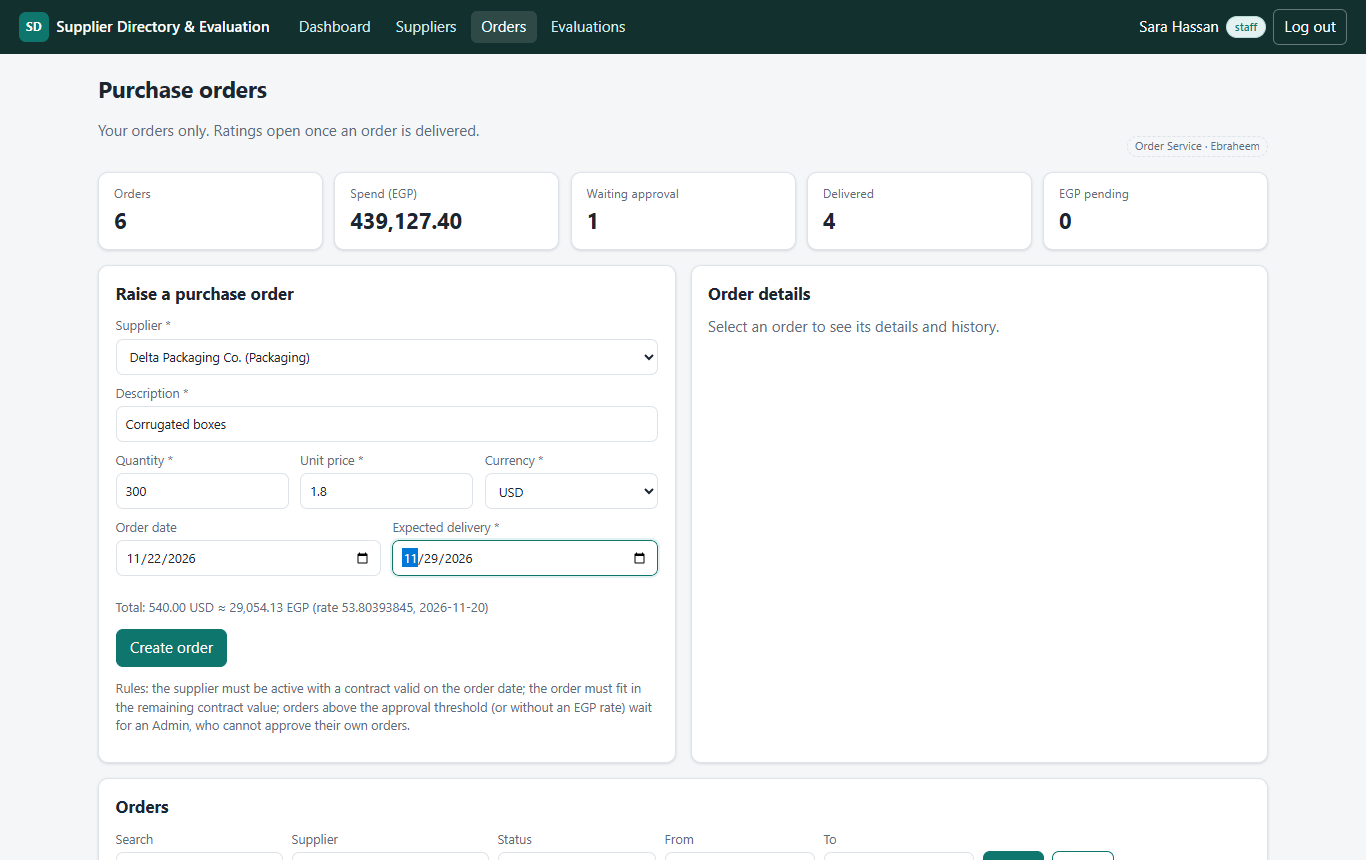 SD Supplier Directory & Evaluation Dashboard Suppliers Orders Evaluations Sara Hassan staff Log out
Purchase orders
Your orders only. Ratings open once an order is delivered.
Order Service · Ebraheem
Orders Spend (EGP) Waiting approval Delivered EGP pending
6 439,127.40 1 4 0
Raise a purchase order
Supplier *
Delta Packaging Co. (Packaging)
Description *
Corrugated boxes
Quantity * Unit price * Currency *
300 1.8 USD
Order date Expected delivery *
11/22/2026 11/29/2026
Total: 540.00 USD ≈ 29,054.13 EGP (rate 53.80393845, 2026-11-20)
Create order
Rules: the supplier must be active with a contract valid on the order date; the order must fit in
the remaining contract value; orders above the approval threshold (or without an EGP rate) wait
for an Admin, who cannot approve their own orders.
Order details
Select an order to see its details and history.
Orders
Search Supplier Status From To